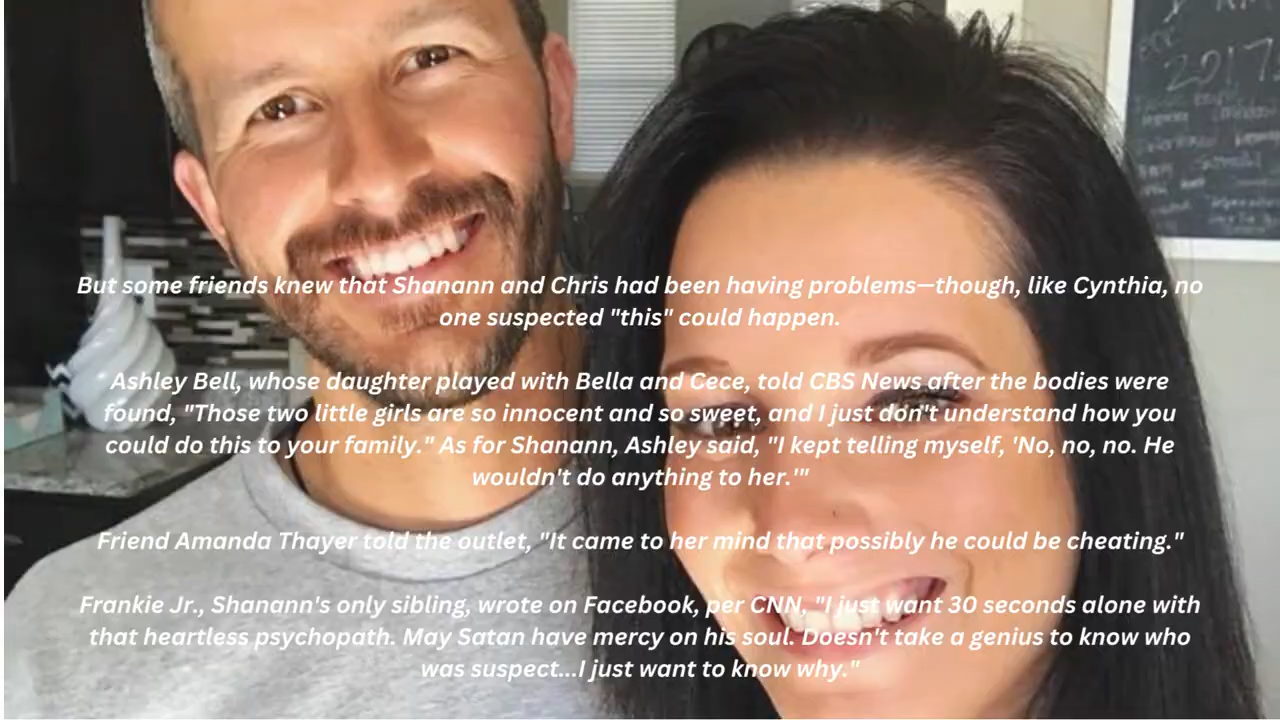 2017
But some friends knew that Shanann and Chris had been having problems—though, like Cynthia, no
one suspected "this" could happen.
Ashley Bell, whose daughter played with Bella and Cece, told CBS News after the bodies were
found, "Those two little girls are so innocent and so sweet, and I just don't understand how you
could do this to your family." As for Shanann, Ashley said, "I kept telling myself, 'No, no, no. He
wouldn't do anything to her.'"
Friend Amanda Thayer told the outlet, "It came to her mind that possibly he could be cheating."
Frankie Jr., Shanann's only sibling, wrote on Facebook, per CNN, "I just want 30 seconds alone with
that heartless psychopath. May Satan have mercy on his soul. Doesn't take a genius to know who
was suspect...I just want to know why."